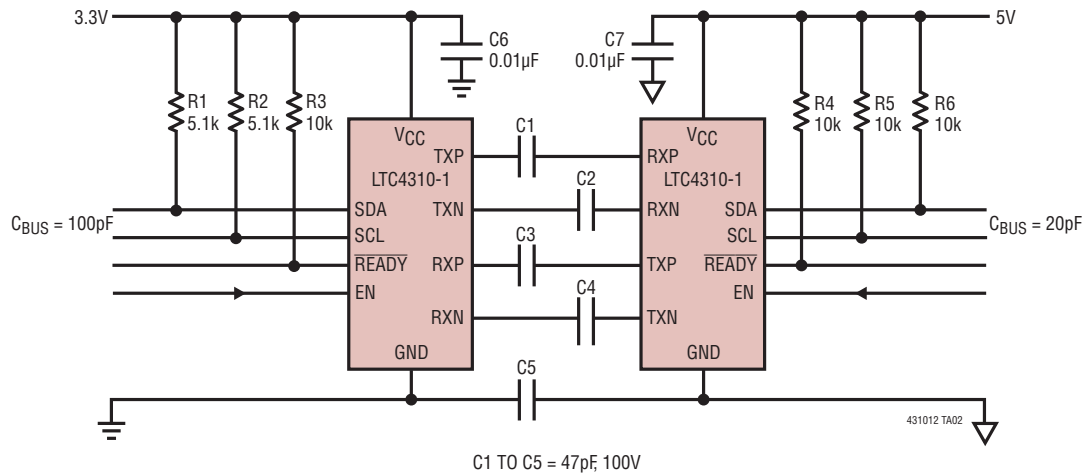 3.3V
5V
C6
0.01µF
C7
0.01µF
R1
5.1k
R2
5.1k
R3
10k
R4
10k
R5
10k
R6
10k
VCC
TXP
LTC4310-1
SDA
TXN
SCL
READY
RXP
EN
RXN
GND
C1
C2
C3
C4
C5
VCC
RXP
LTC4310-1
RXN
SDA
SCL
TXP
READY
EN
TXN
GND
CBUS = 100pF
CBUS = 20pF
431012 TA02
C1 TO C5 = 47pF, 100V